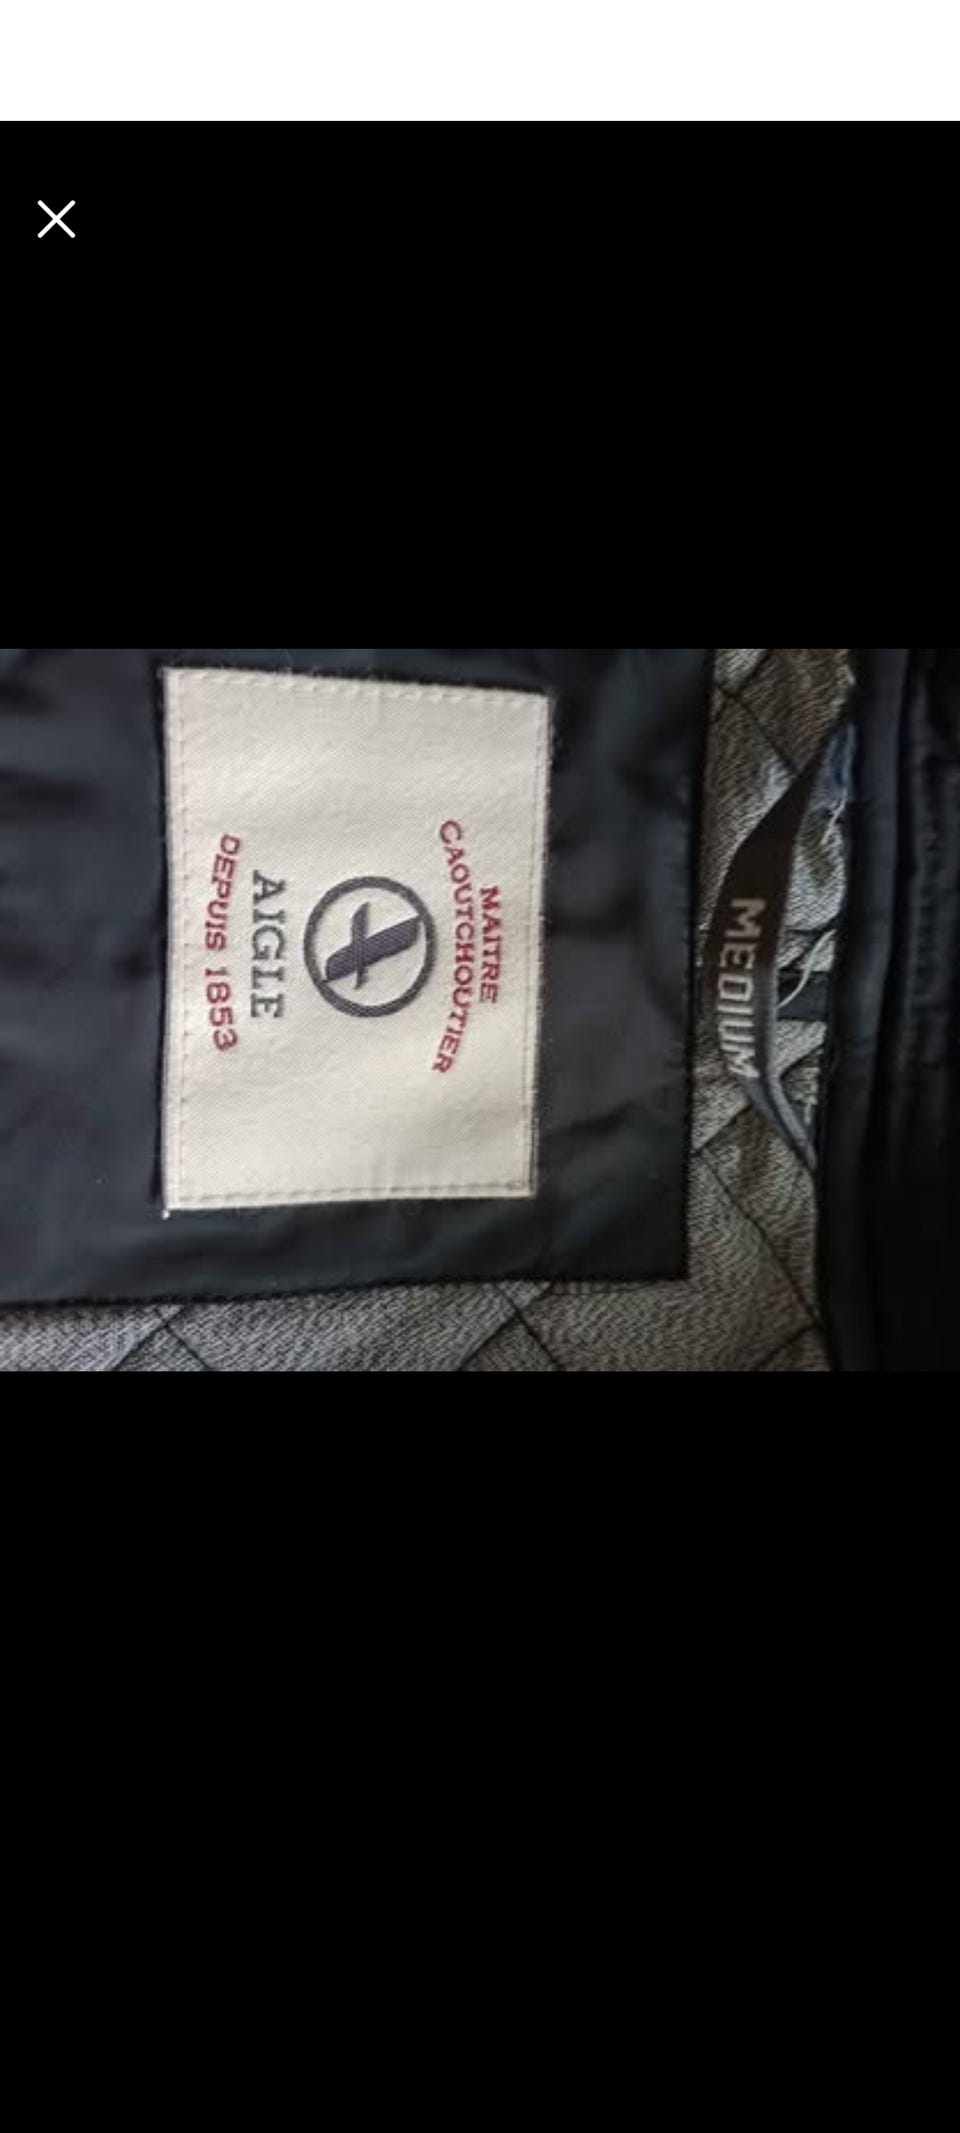 MAITRE
CAOUTCHOUTIER
AIGLE
DEPUIS 1853
MEDIUM